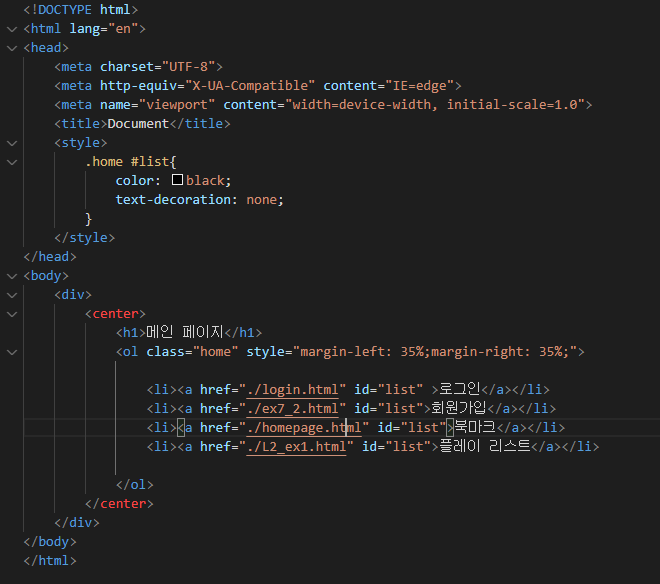 <!DOCTYPE html>
<html lang="en">
<head>
    <meta charset="UTF-8">
    <meta http-equiv="X-UA-Compatible" content="IE=edge">
    <meta name="viewport" content="width=device-width, initial-scale=1.0">
    <title>Document</title>
    <style>
        .home #list{
            color: black;
            text-decoration: none;
        }
    </style>
</head>
<body>
    <div>
        <center>
            <h1>메인 페이지</h1>
            <ol class="home" style="margin-left: 35%;margin-right: 35%;">
                <li><a href="./login.html" id="list" >로그인</a></li>
                <li><a href="./ex7_2.html" id="list">회원가입</a></li>
                <li><a href="./homepage.html" id="list">북마크</a></li>
                <li><a href="./L2_ex1.html" id="list">플레이 리스트</a></li>
            </ol>
        </center>
    </div>
</body>
</html>